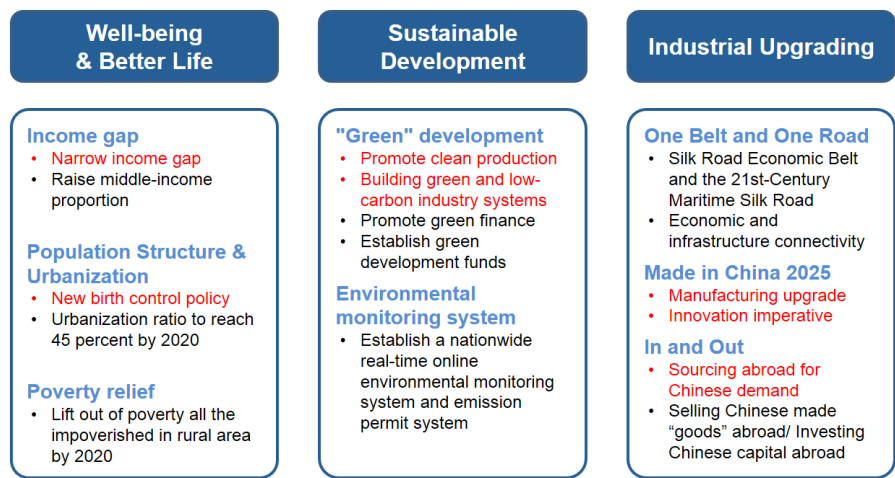 Well-being
& Better Life
Income gap
• Narrow income gap
• Raise middle-income
proportion
Population Structure &
Urbanization
• New birth control policy
• Urbanization ratio to reach
45 percent by 2020
Poverty relief
• Lift out of poverty all the
impoverished in rural area
by 2020
Sustainable
Development
"Green" development
• Promote clean production
• Building green and low-
carbon industry systems
• Promote green finance
• Establish green
development funds
Environmental
monitoring system
• Establish a nationwide
real-time online
environmental monitoring
system and emission
permit system
Industrial Upgrading
One Belt and One Road
• Silk Road Economic Belt
and the 21st-Century
Maritime Silk Road
• Economic and
infrastructure connectivity
Made in China 2025
• Manufacturing upgrade
• Innovation imperative
In and Out
• Sourcing abroad for
Chinese demand
• Selling Chinese made
“goods” abroad/ Investing
Chinese capital abroad